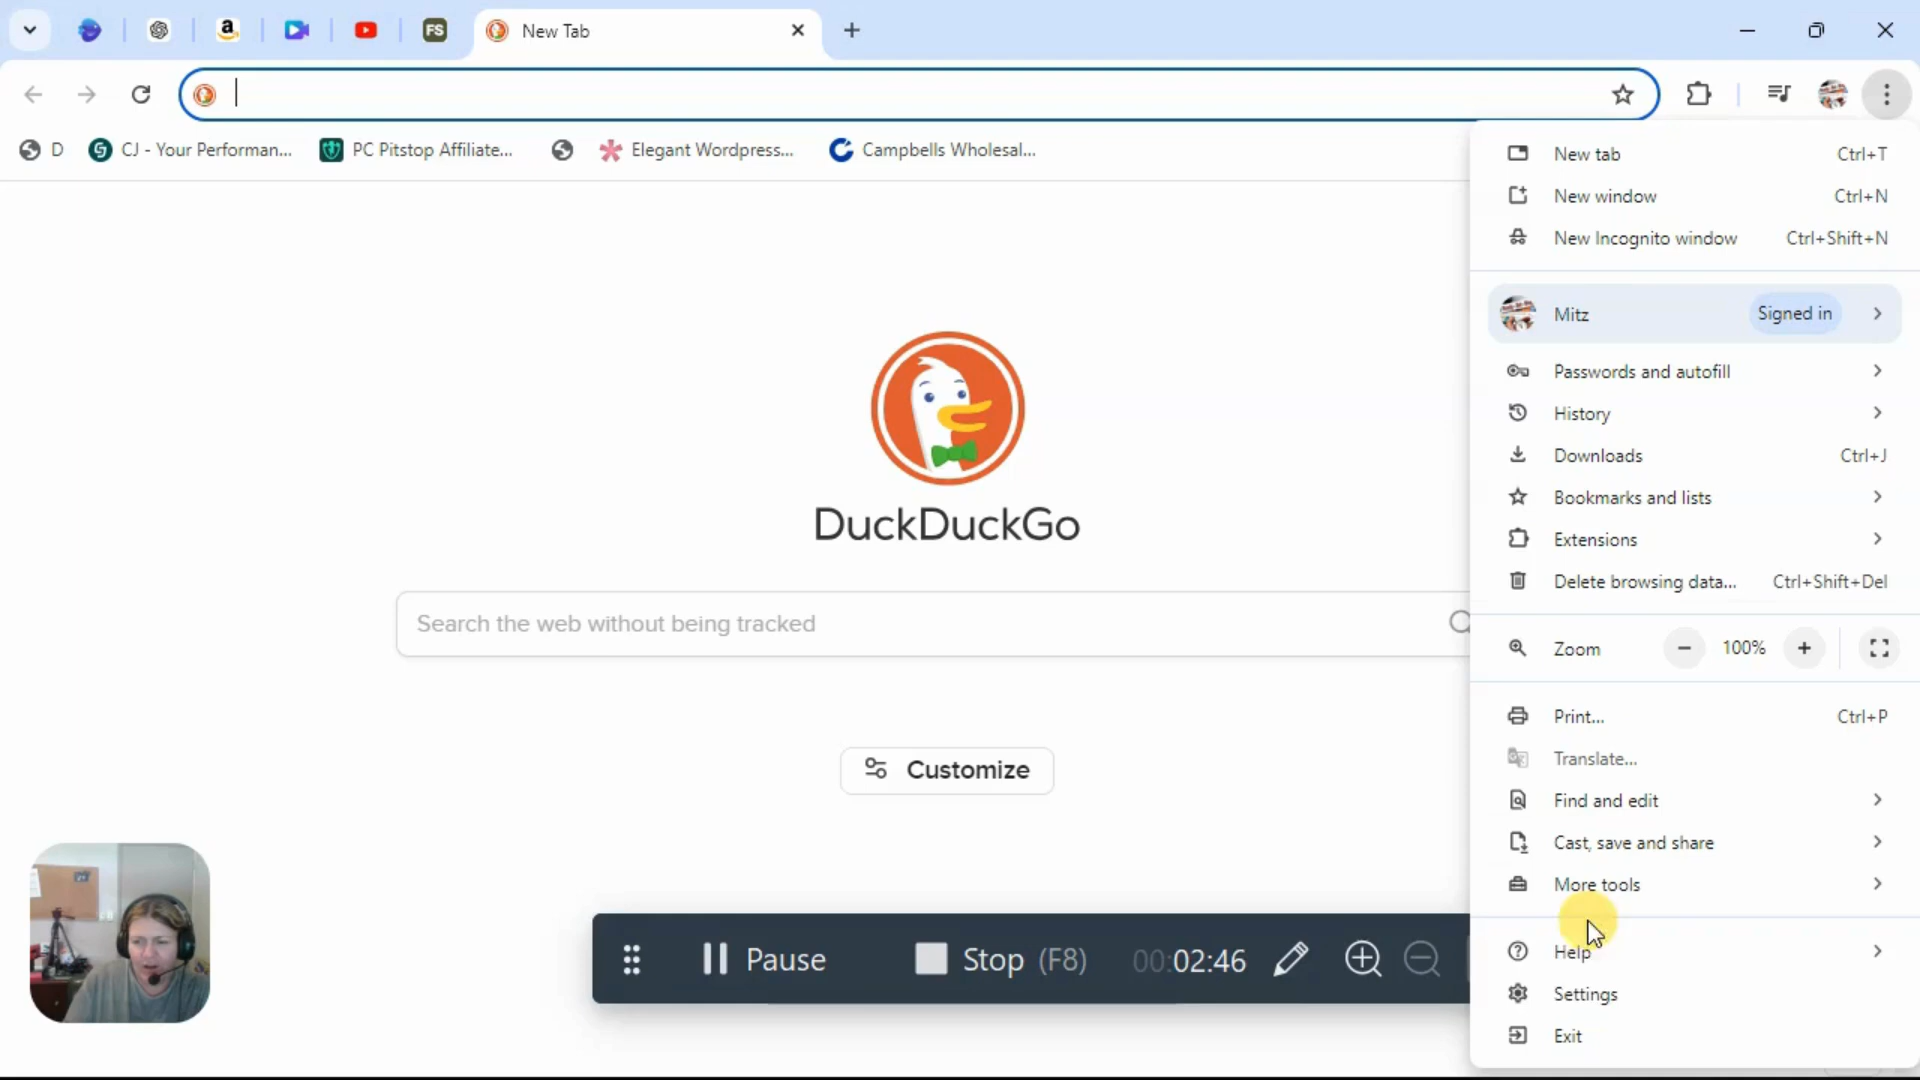 a
FS
New Tab
D
CJ - Your Performan...
PC Pitstop Affiliate...
Elegant Wordpress...
Campbells Wholesal...
New tab Ctrl+T
New window Ctrl+N
New Incognito window Ctrl+Shift+N
Mitz Signed in
Passwords and autofill
History
Downloads Ctrl+J
Bookmarks and lists
Extensions
Delete browsing data... Ctrl+Shift+Del
Zoom 100%
Print... Ctrl+P
Translate...
Find and edit
Cast, save and share
More tools
Help
Settings
Exit
DuckDuckGo
Search the web without being tracked
Customize
Pause
Stop (F8)
00:02:46